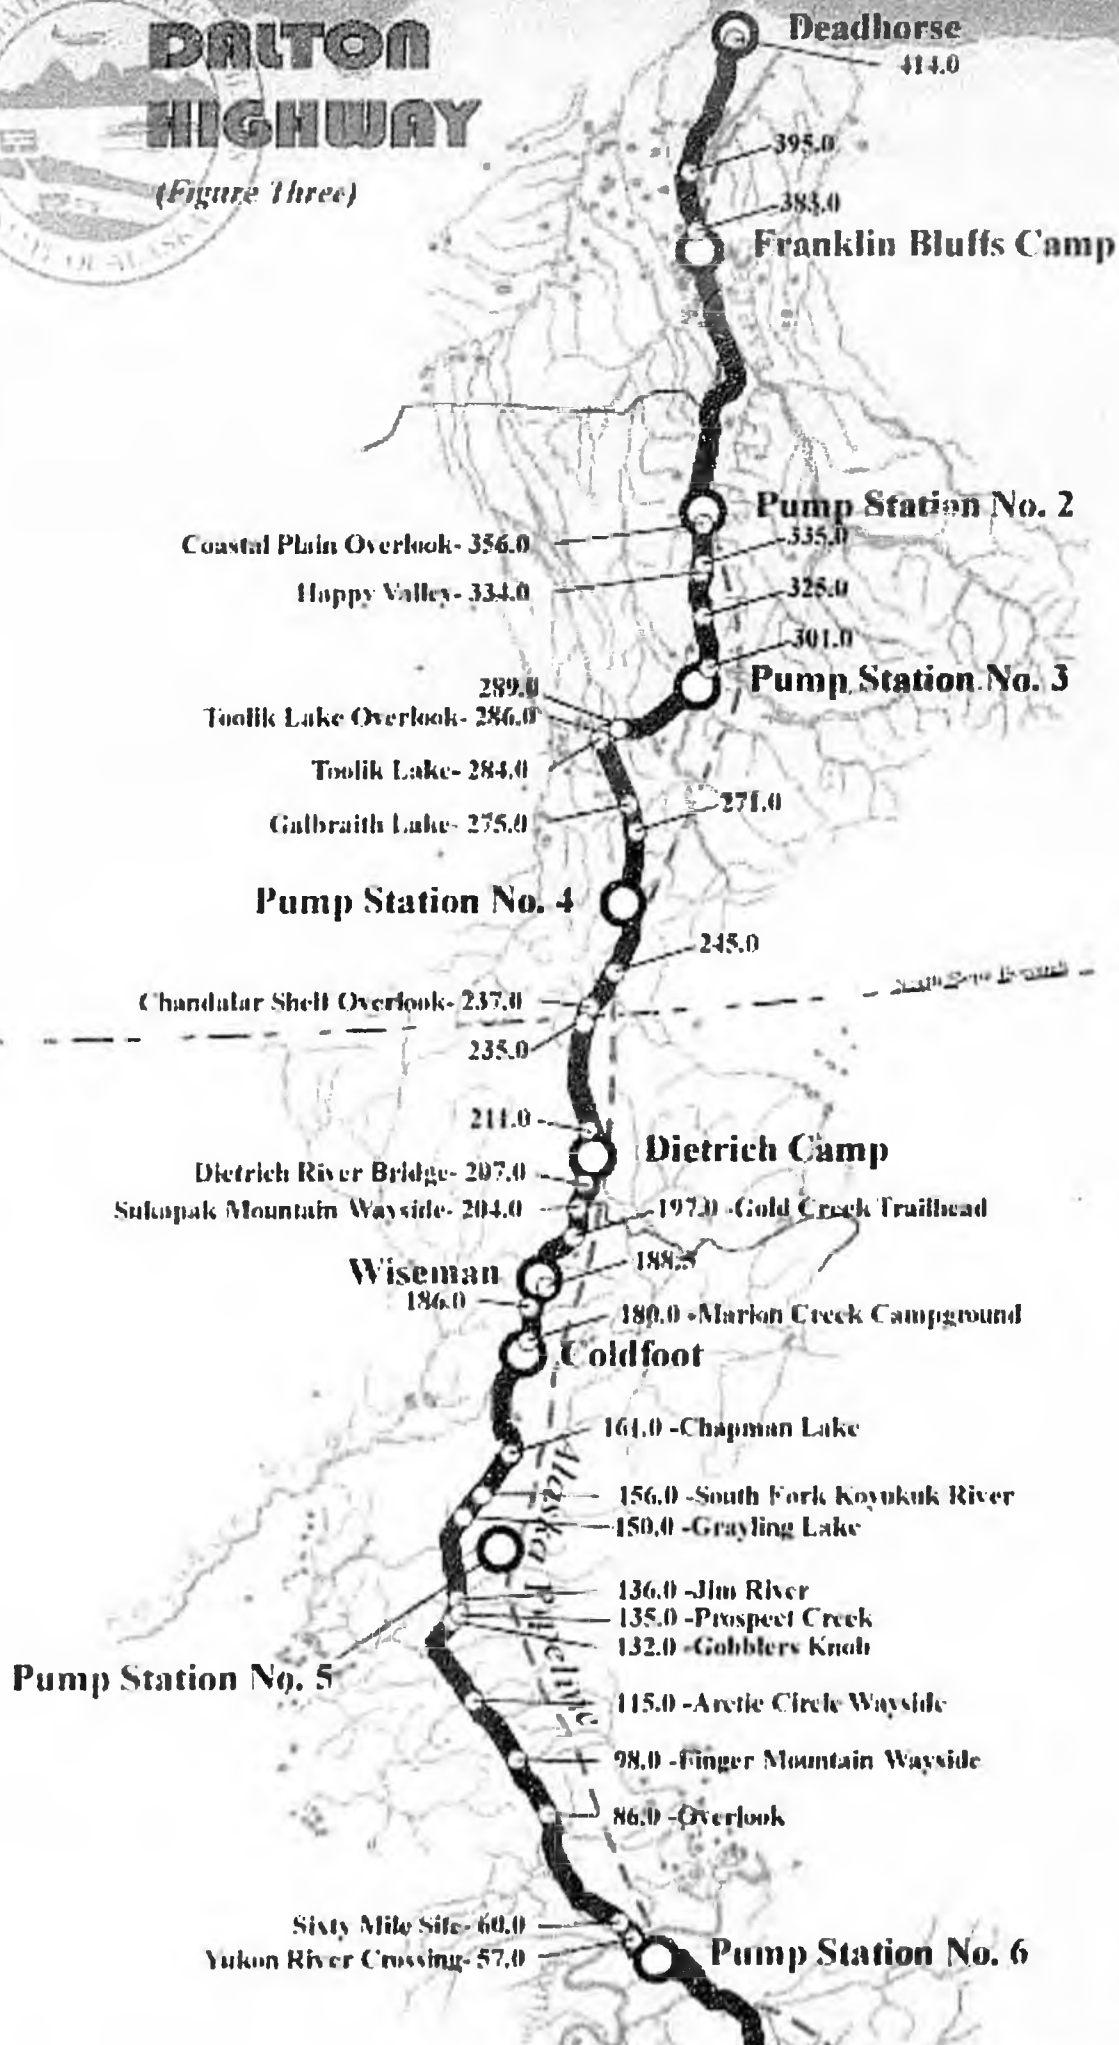 DALTON
HIGHWAY
(Figure Three)
Deadhorse
414.0
395.0
383.0
Franklin Bluffs Camp
Pump Station No. 2
Coastal Plain Overlook- 356.0
335.0
Happy Valley- 334.0
325.0
301.0
Pump Station No. 3
289.0
Toolik Lake Overlook- 286.0
Toolik Lake- 284.0
271.0
Galbraith Lake- 275.0
Pump Station No. 4
245.0
North Slope Borough
Chandalar Shelf Overlook- 237.0
235.0
211.0
Dietrich Camp
Dietrich River Bridge- 207.0
Sukapak Mountain Wayside- 204.0
197.0 -Gold Creek Trailhead
Wiseman
188.5
186.0
180.0 -Marion Creek Campground
Coldfoot
161.0 -Chapman Lake
Alaska Pipeline
156.0 -South Fork Koyukuk River
150.0 -Grayling Lake
136.0 -Jim River
135.0 -Prospect Creek
132.0 -Gobblers Knob
Pump Station No. 5
115.0 -Arctic Circle Wayside
98.0 -Finger Mountain Wayside
86.0 -Overlook
Sixty Mile Site- 60.0
Yukon River Crossing- 57.0
Pump Station No. 6